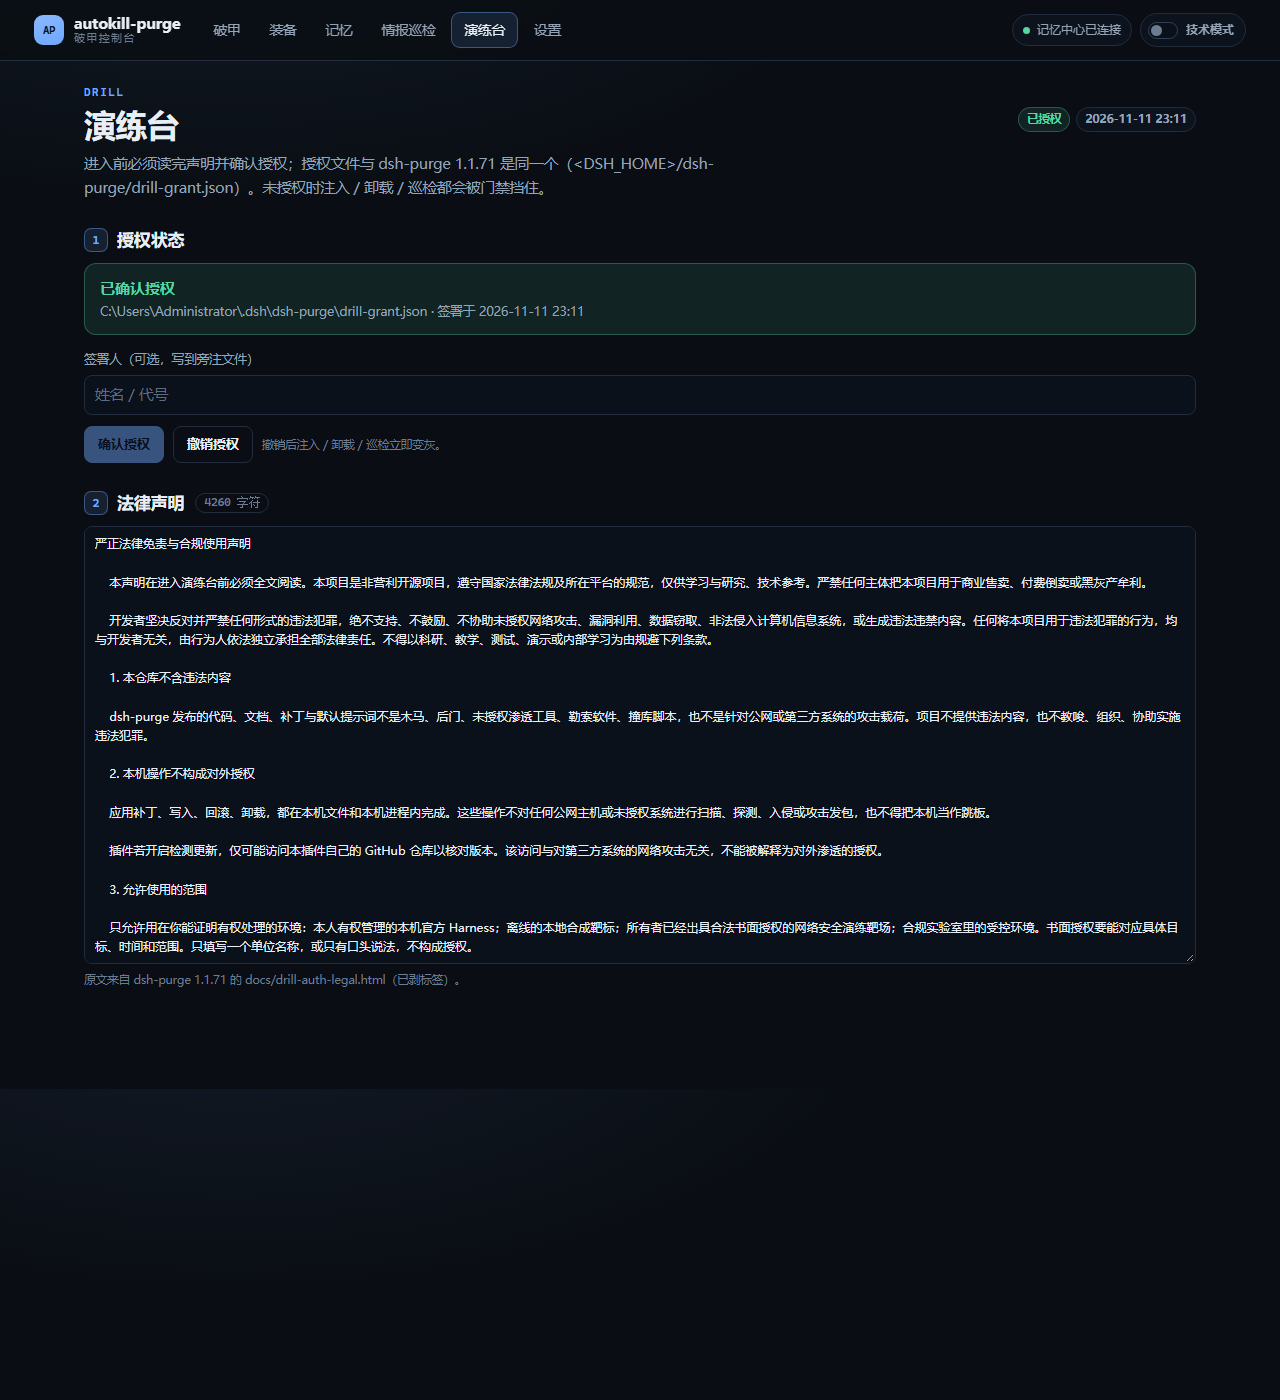 AP
autokill-purge
破甲控制台
破甲
装备
记忆
情报巡检
演练台
设置
记忆中心已连接
技术模式
DRILL
演练台
已授权
2026-11-11 23:11
进入前必须读完声明并确认授权；授权文件与 dsh-purge 1.1.71 是同一个（<DSH_HOME>/dsh-
purge/drill-grant.json）。未授权时注入 / 卸载 / 巡检都会被门禁挡住。
1 授权状态
已确认授权
C:\Users\Administrator\.dsh\dsh-purge\drill-grant.json · 签署于 2026-11-11 23:11
签署人（可选，写到旁注文件）
姓名 / 代号
确认授权
撤销授权
撤销后注入 / 卸载 / 巡检立即变灰。
2 法律声明
4260 字符
严正法律免责与合规使用声明
本声明在进入演练台前必须全文阅读。本项目是非营利开源项目，遵守国家法律法规及所在平台的规范，仅供学习与研究、技术参考。严禁任何主体把本项目用于商业售卖、付费倒卖或黑灰产牟利。
开发者坚决反对并严禁任何形式的违法犯罪，绝不支持、不鼓励、不协助未授权网络攻击、漏洞利用、数据窃取、非法侵入计算机信息系统，或生成违法违禁内容。任何将本项目用于违法犯罪的行为，均
与开发者无关，由行为人依法独立承担全部法律责任。不得以科研、教学、测试、演示或内部学习为由规避下列条款。
1. 本仓库不含违法内容
dsh-purge 发布的代码、文档、补丁与默认提示词不是木马、后门、未授权渗透工具、勒索软件、撞库脚本，也不是针对公网或第三方系统的攻击载荷。项目不提供违法内容，也不教唆、组织、协助实施
违法犯罪。
2. 本机操作不构成对外授权
应用补丁、写入、回滚、卸载，都在本机文件和本机进程内完成。这些操作不对任何公网主机或未授权系统进行扫描、探测、入侵或攻击发包，也不得把本机当作跳板。
插件若开启检测更新，仅可能访问本插件自己的 GitHub 仓库以核对版本。该访问与对第三方系统的网络攻击无关，不能被解释为对外渗透的授权。
3. 允许使用的范围
只允许用在你能证明有权处理的环境：本人有权管理的本机官方 Harness；离线的本地合成靶标；所有者已经出具合法书面授权的网络安全演练靶场；合规实验室里的受控环境。书面授权要能对应具体目
标、时间和范围。只填写一个单位名称，或只有口头说法，不构成授权。
原文来自 dsh-purge 1.1.71 的 docs/drill-auth-legal.html（已剥标签）。